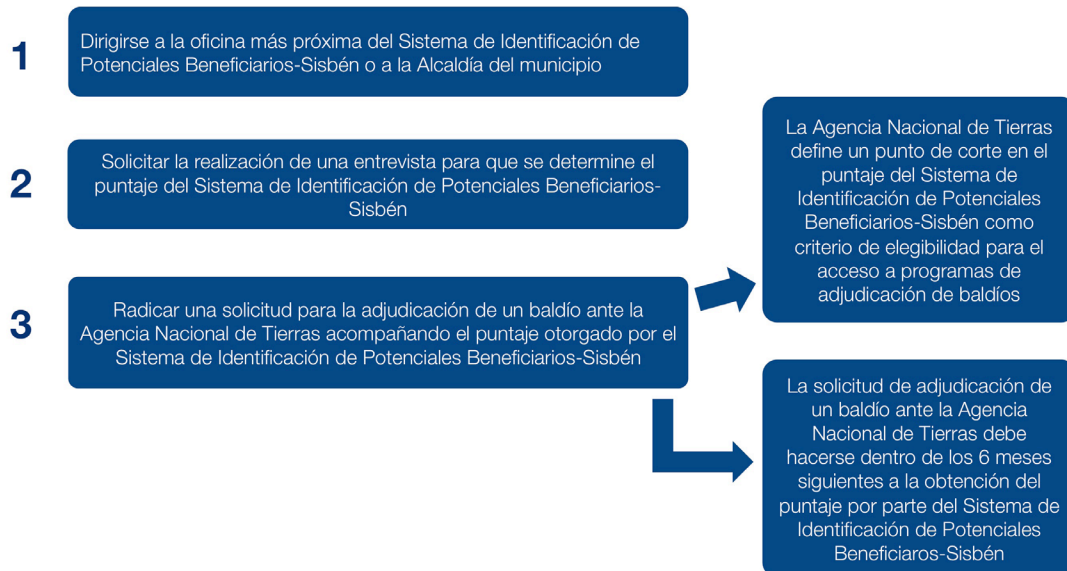 1
Dirigirse a la oficina más próxima del Sistema de Identificación de
Potenciales Beneficiarios-Sisbén o a la Alcaldía del municipio
2
Solicitar la realización de una entrevista para que se determine el
puntaje del Sistema de Identificación de Potenciales Beneficiarios-
Sisbén
3
Radicar una solicitud para la adjudicación de un baldío ante la
Agencia Nacional de Tierras acompañando el puntaje otorgado por el
Sistema de Identificación de Potenciales Beneficiarios-Sisbén
La Agencia Nacional de Tierras
define un punto de corte en el
puntaje del Sistema de
Identificación de Potenciales
Beneficiarios-Sisbén como
criterio de elegibilidad para el
acceso a programas de
adjudicación de baldíos
La solicitud de adjudicación de
un baldío ante la Agencia
Nacional de Tierras debe
hacerse dentro de los 6 meses
siguientes a la obtención del
puntaje por parte del Sistema de
Identificación de Potenciales
Beneficiaros-Sisbén